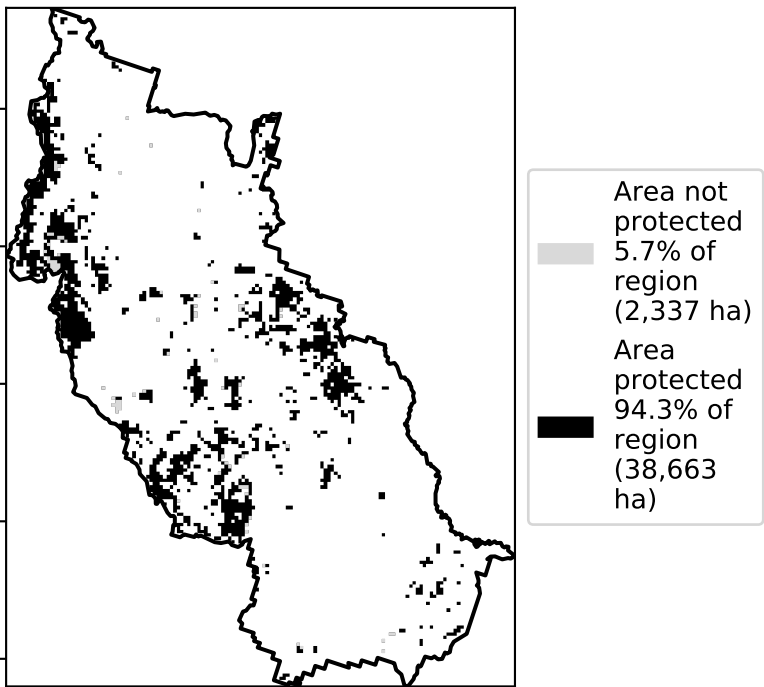 Area not
protected
5.7% of
region
(2,337 ha)
Area
protected
94.3% of
region
(38,663
ha)